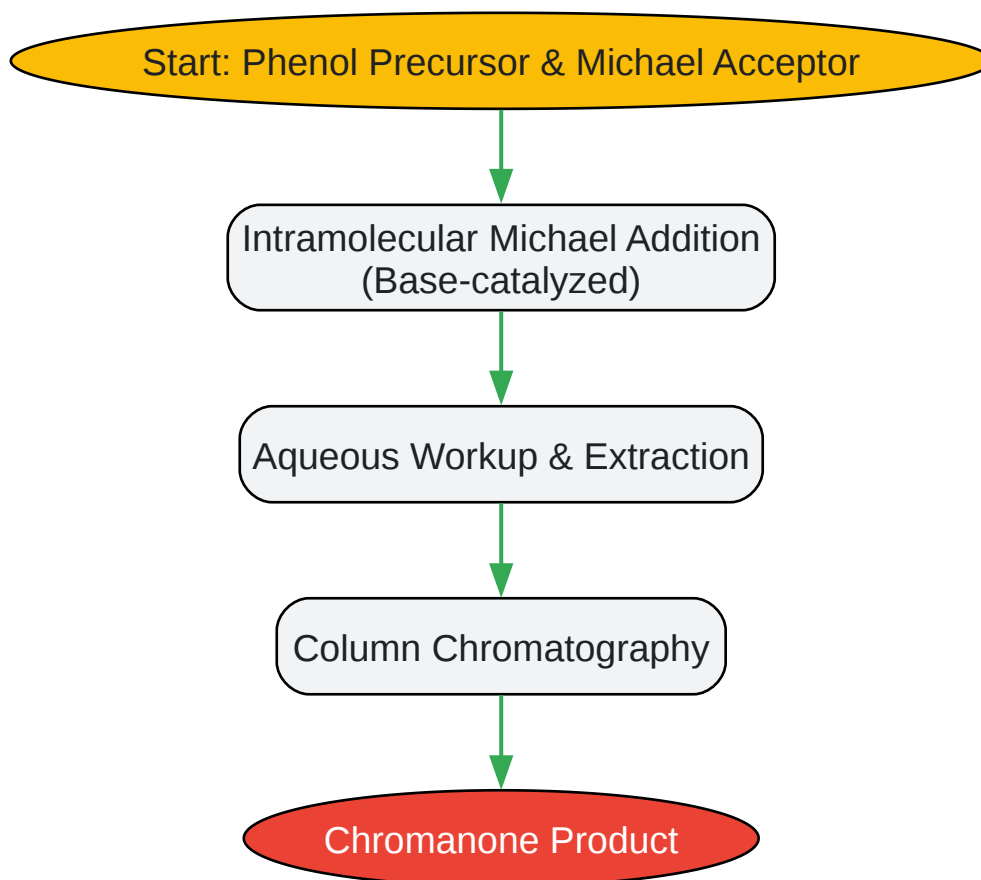 Start: Phenol Precursor & Michael Acceptor
Intramolecular Michael Addition
(Base-catalyzed)
Aqueous Workup & Extraction
Column Chromatography
Chromanone Product